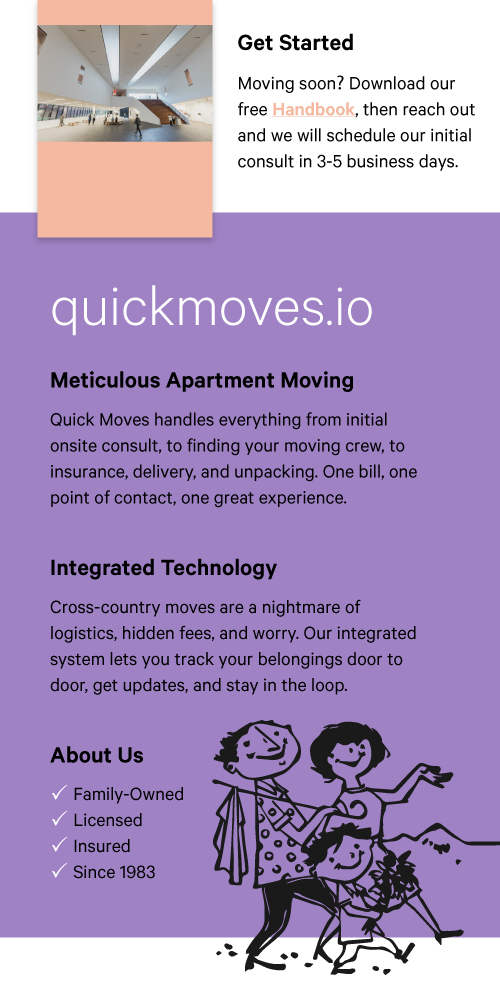 Get Started
Moving soon? Download our
free Handbook, then reach out
and we will schedule our initial
consult in 3-5 business days.
quickmoves.io
Meticulous Apartment Moving
Quick Moves handles everything from initial
onsite consult, to finding your moving crew, to
insurance, delivery, and unpacking. One bill, one
point of contact, one great experience.
Integrated Technology
Cross-country moves are a nightmare of
logistics, hidden fees, and worry. Our integrated
system lets you track your belongings door to
door, get updates, and stay in the loop.
About Us
✓ Family-Owned
✓ Licensed
✓ Insured
✓ Since 1983